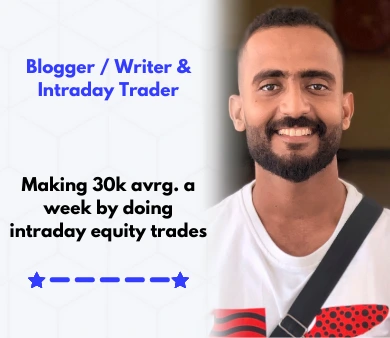 Blogger / Writer &
Intraday Trader
Making 30k avrg. a
week by doing
intraday equity trades